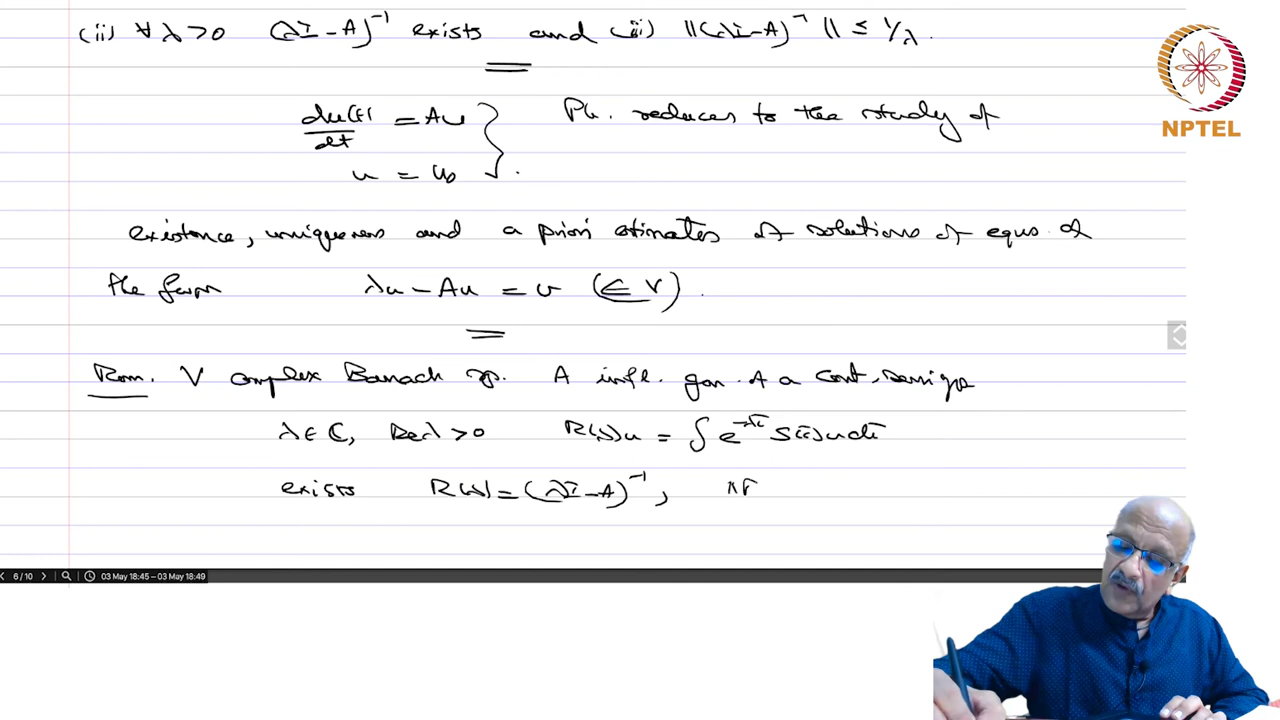 (ii) ∀ λ>0 (λI-A)⁻¹ exists and (iii) ||(λI-A)⁻¹|| ≤ 1/λ.
NPTEL
du(t)/dt = Au } Pb. reduces to the study of
u = u₀
existence, uniqueness and a priori estimates of solutions of equs. of
the form λu - Au = v (∈ V).
Rem. V complex Banach sp. A infl. gen. of a cont. semigp
λ∈ℂ, Reλ>0 R(λ)u = ∫ e^{-λt} S(t)u dt
exists R(λ) = (λI-A)⁻¹,
6/10 03 May 18:45 – 03 May 18:49